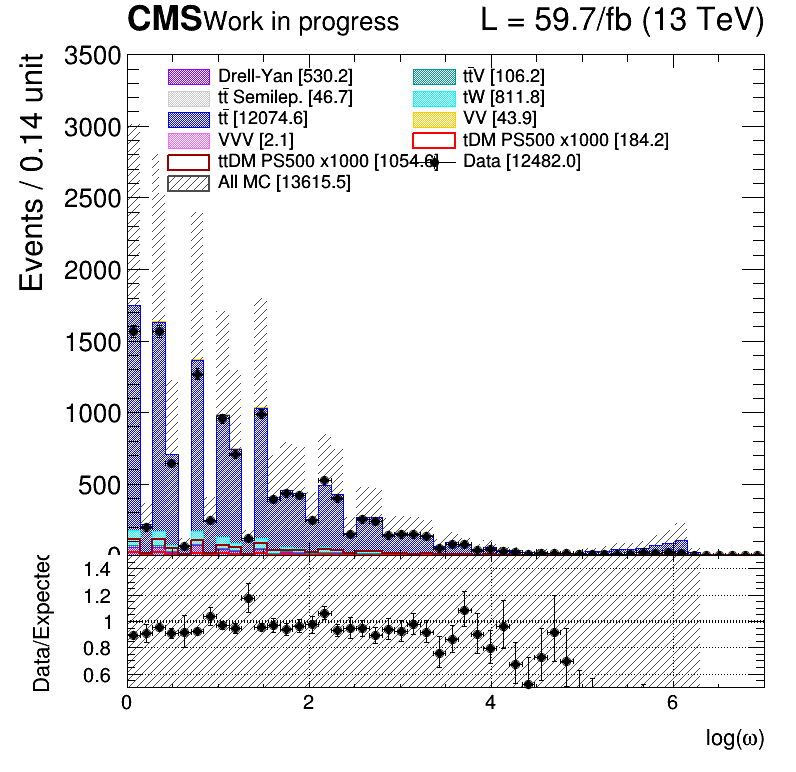 CMS Work in progress L = 59.7/fb (13 TeV)
Events / 0.14 unit
3500
3000
2500
2000
1500
1000
500
0
Drell-Yan [530.2] tt̄V [106.2]
tt̄ Semilep. [46.7] tW [811.8]
tt̄ [12074.6] VV [43.9]
VVV [2.1] tDM PS500 x1000 [184.2]
ttDM PS500 x1000 [1054.6] Data [12482.0]
All MC [13615.5]
Data/Expected
1.4
1.2
1
0.8
0.6
0 2 4 6
log(ω)